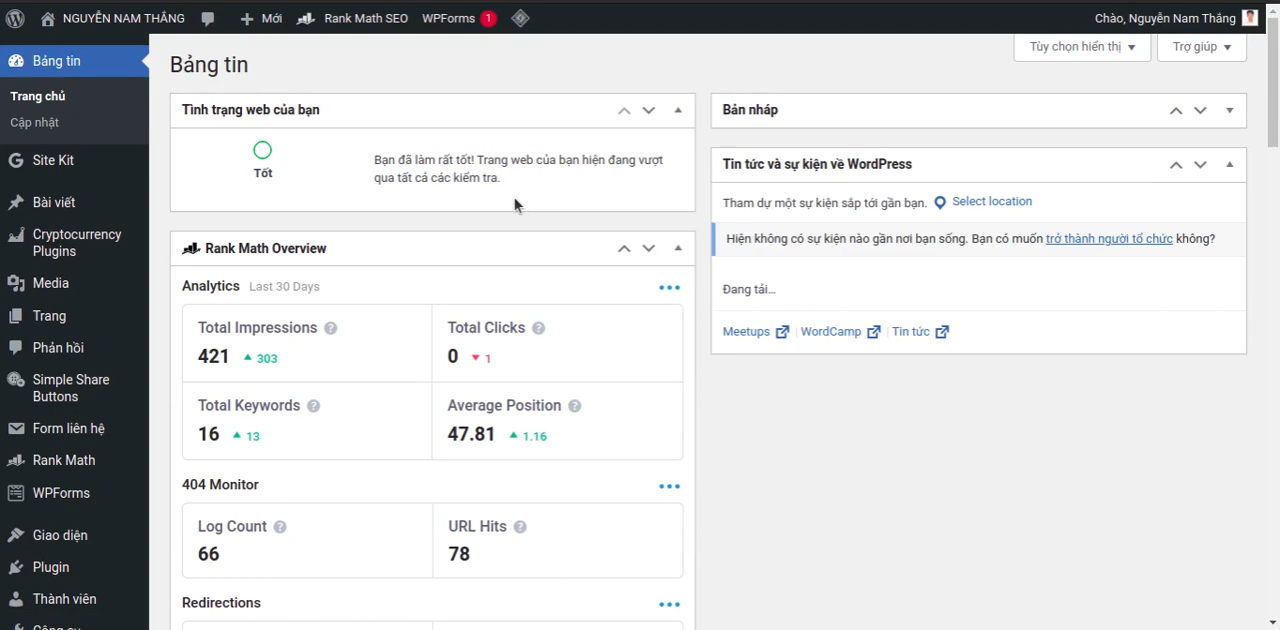 NGUYỄN NAM THẮNG
Mới
Rank Math SEO
WPForms 1
Chào, Nguyễn Nam Thắng
Bảng tin
Trang chủ
Cập nhật
Site Kit
Bài viết
Cryptocurrency
Plugins
Media
Trang
Phản hồi
Simple Share
Buttons
Form liên hệ
Rank Math
WPForms
Giao diện
Plugin
Thành viên
Công cụ
Bảng tin
Tùy chọn hiển thị
Trợ giúp
Tình trạng web của bạn
Tốt
Bạn đã làm rất tốt! Trang web của bạn hiện đang vượt
qua tất cả các kiểm tra.
Rank Math Overview
Analytics Last 30 Days
Total Impressions
421 303
Total Clicks
0 1
Total Keywords
16 13
Average Position
47.81 1.16
404 Monitor
Log Count
66
URL Hits
78
Redirections
Bản nháp
Tin tức và sự kiện về WordPress
Tham dự một sự kiện sắp tới gần bạn. Select location
Hiện không có sự kiện nào gần nơi bạn sống. Bạn có muốn trở thành người tổ chức không?
Đang tải...
Meetups WordCamp Tin tức